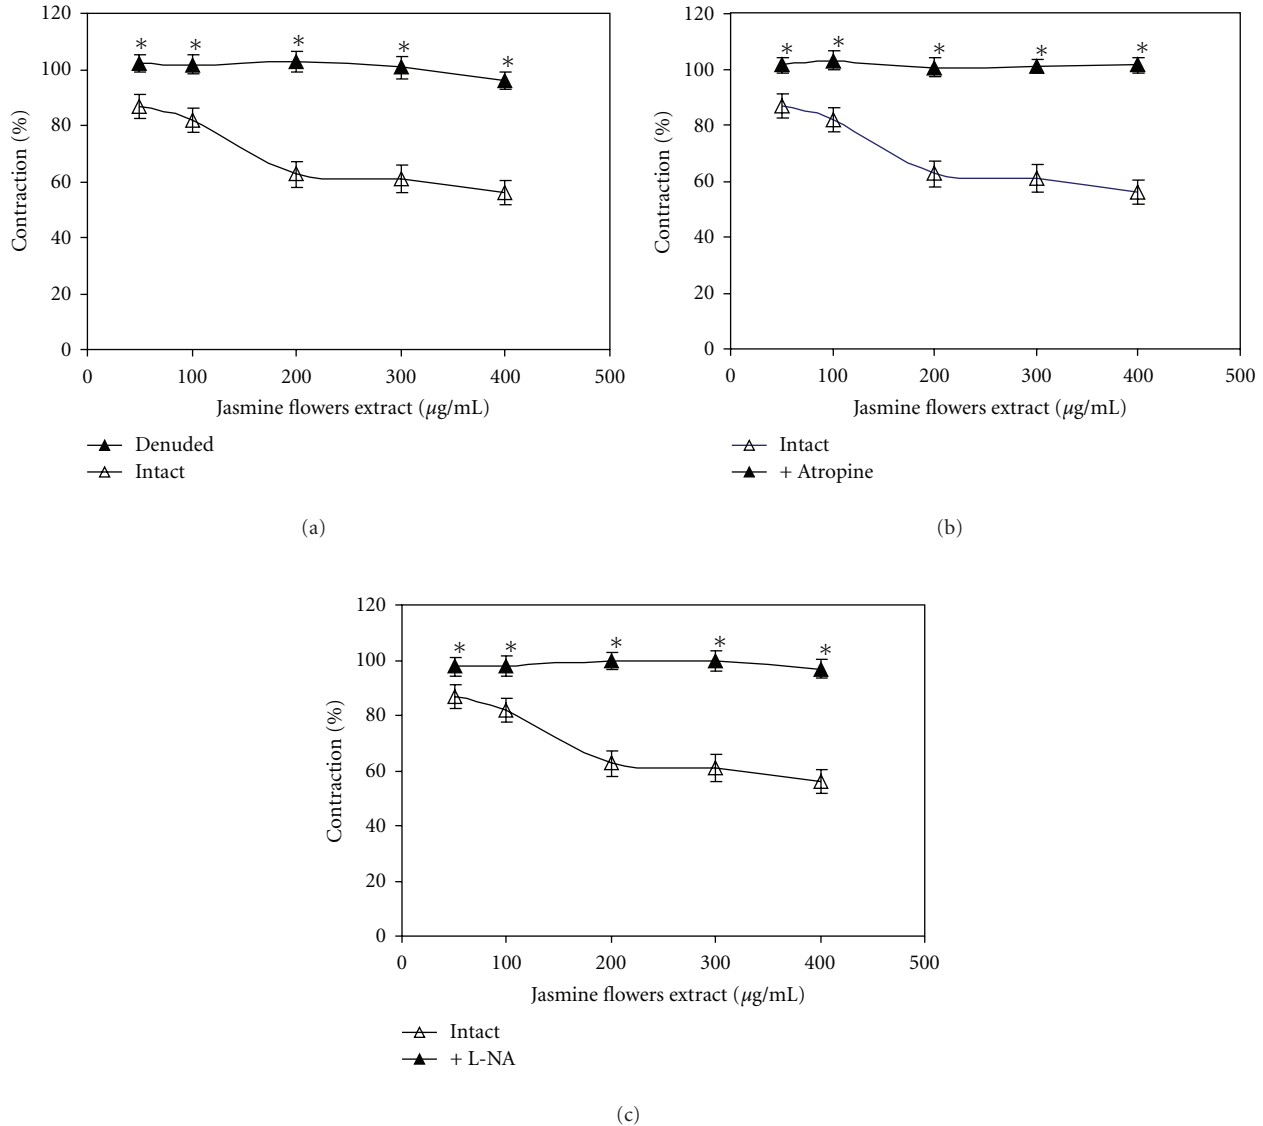 120
100
80
60
40
20
0
Contraction (%)
* * * * *
0 100 200 300 400 500
Jasmine flowers extract (µg/mL)
Denuded
Intact
(a)
120
100
80
60
40
20
0
Contraction (%)
* * * * *
0 100 200 300 400 500
Jasmine flowers extract (µg/mL)
Intact
+ Atropine
(b)
120
100
80
60
40
20
0
Contraction (%)
* * * * *
0 100 200 300 400 500
Jasmine flowers extract (µg/mL)
Intact
+ L-NA
(c)